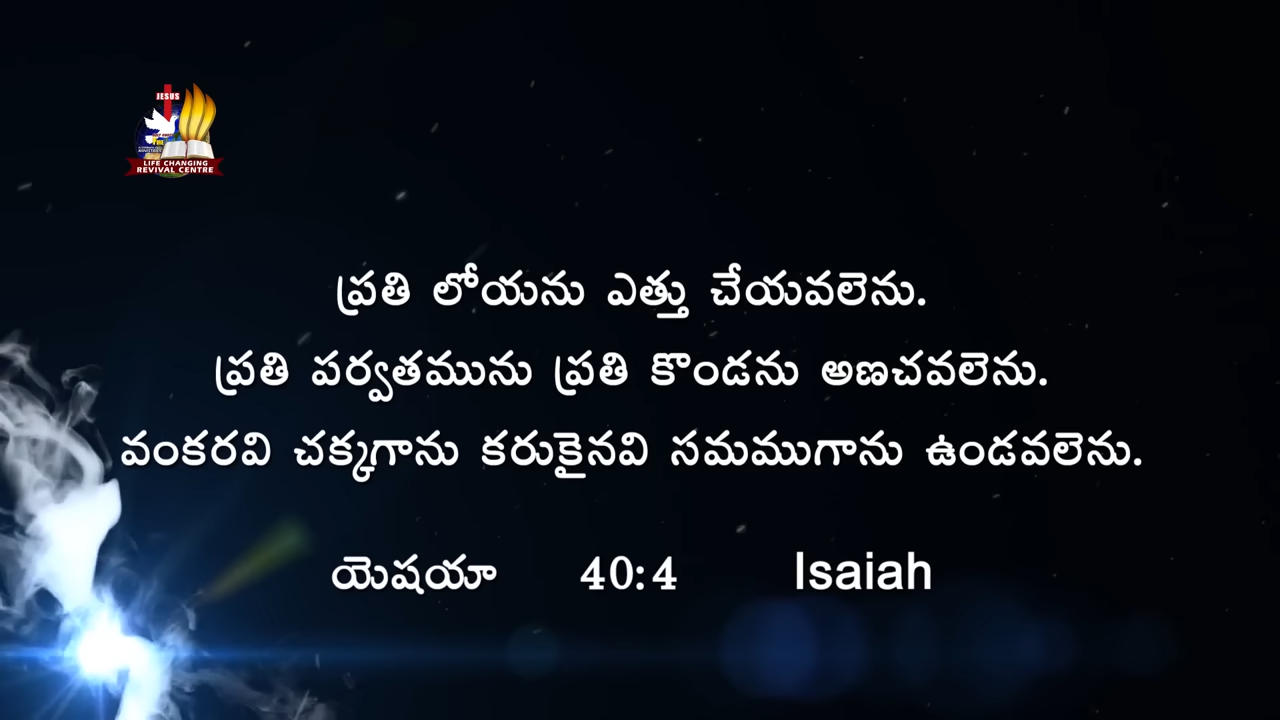 JESUS
LIFE CHANGING
REVIVAL CENTRE
ప్రతి లోయను ఎత్తు చేయవలెను.
ప్రతి పర్వతమును ప్రతి కొండను అణచవలెను.
వంకరవి చక్కగాను కరుకైనవి సమముగాను ఉండవలెను.
యెషయా 40:4 Isaiah